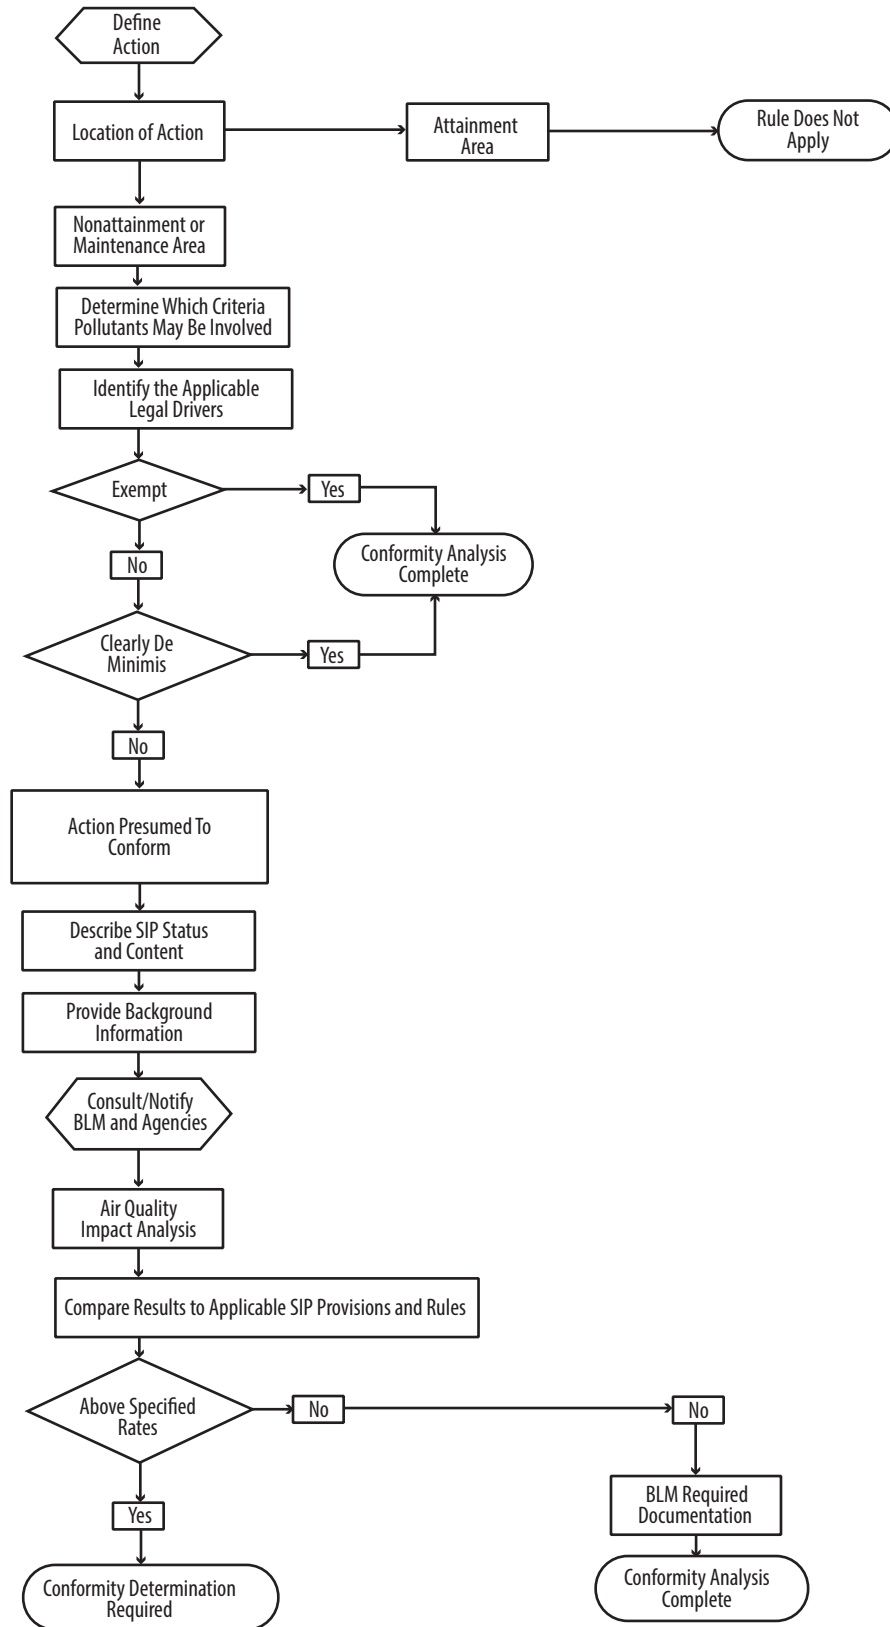 Define
Action
Location of Action
Attainment
Area
Rule Does Not
Apply
Nonattainment or
Maintenance Area
Determine Which Criteria
Pollutants May Be Involved
Identify the Applicable
Legal Drivers
Exempt
Yes
Conformity Analysis
Complete
No
Clearly De
Minimis
Yes
No
Action Presumed To
Conform
Describe SIP Status
and Content
Provide Background
Information
Consult/Notify
BLM and Agencies
Air Quality
Impact Analysis
Compare Results to Applicable SIP Provisions and Rules
Above Specified
Rates
No
No
Yes
BLM Required
Documentation
Conformity Determination
Required
Conformity Analysis
Complete